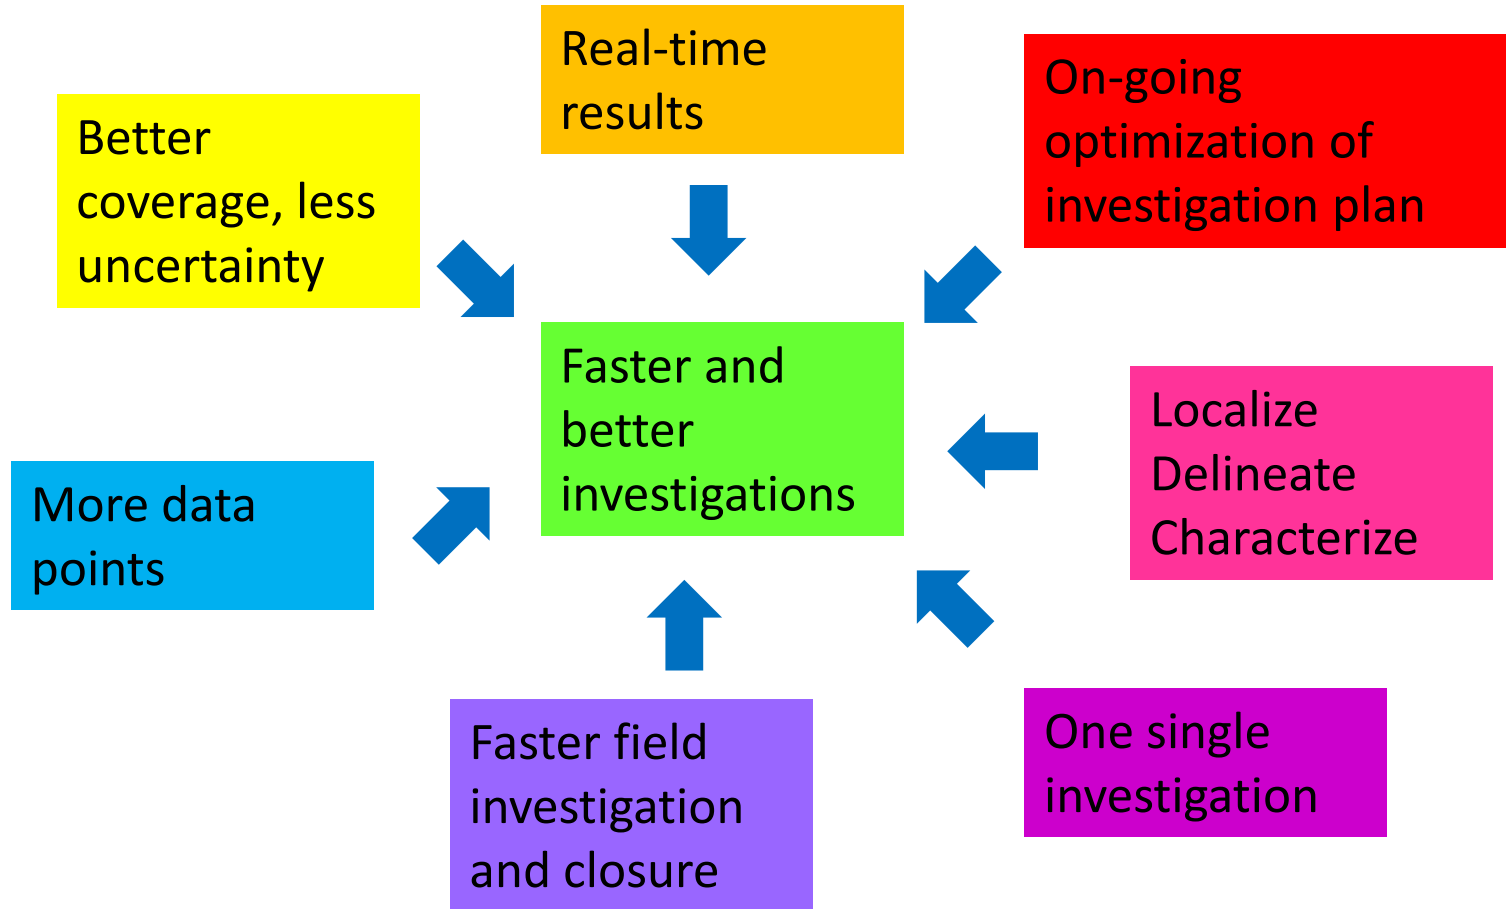 Real-time
results
On-going
optimization of
investigation plan
Better
coverage, less
uncertainty
Faster and
better
investigations
Localize
Delineate
Characterize
More data
points
Faster field
investigation
and closure
One single
investigation